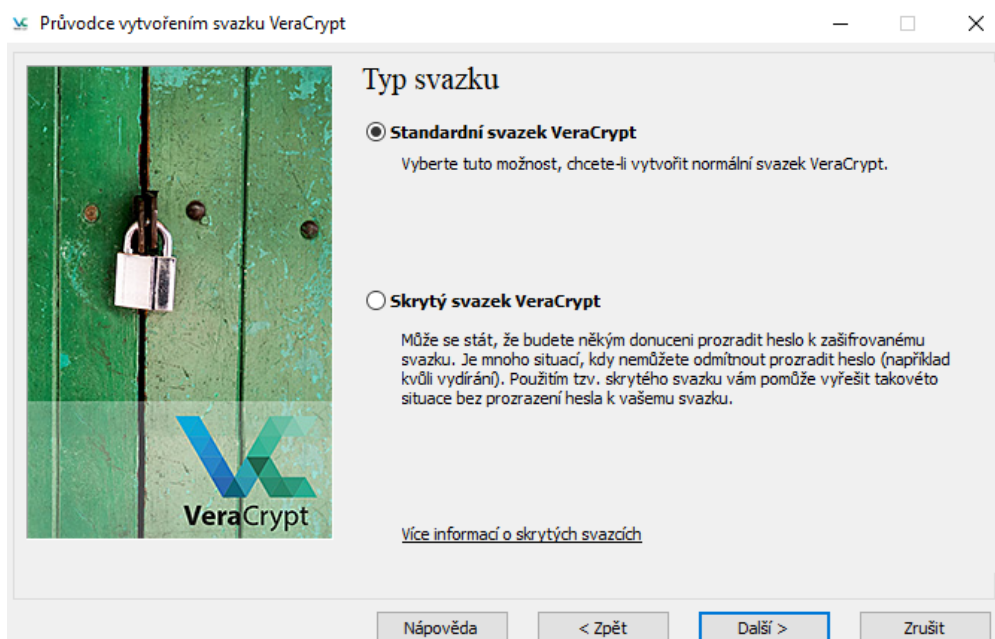 Průvodce vytvořením svazku VeraCrypt
Typ svazku
Standardní svazek VeraCrypt
Vyberte tuto možnost, chcete-li vytvořit normální svazek VeraCrypt.
Skrytý svazek VeraCrypt
Může se stát, že budete někým donuceni prozradit heslo k zašifrovanému
svazku. Je mnoho situací, kdy nemůžete odmítnout prozradit heslo (například
kvůli vydírání). Použitím tzv. skrytého svazku vám pomůže vyřešit takovéto
situace bez prozrazení hesla k vašemu svazku.
VeraCrypt
Více informací o skrytých svazcích
Nápověda
< Zpět
Další >
Zrušit